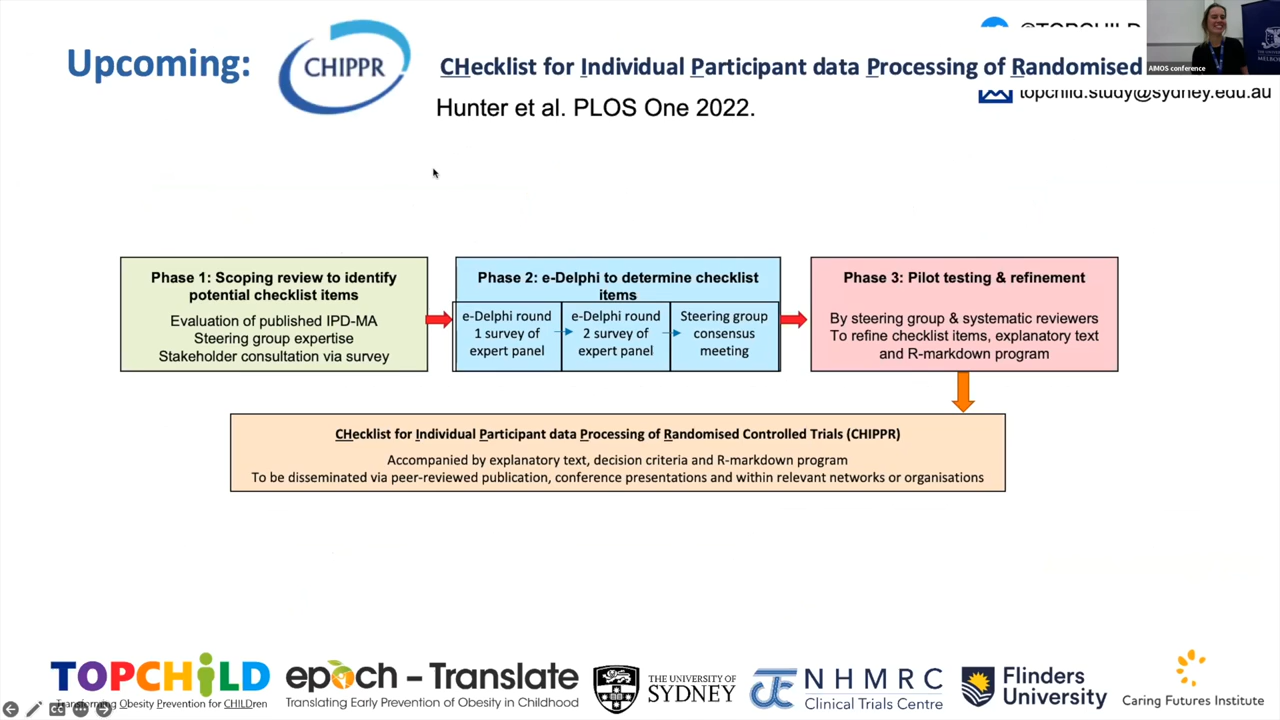 Upcoming:
CHIPPR
CHecklist for Individual Participant data Processing of Randomised
@TOPCHILD
AIMOS conference
topchild.study@sydney.edu.au
Hunter et al. PLOS One 2022.
Phase 1: Scoping review to identify
potential checklist items
Evaluation of published IPD-MA
Steering group expertise
Stakeholder consultation via survey
Phase 2: e-Delphi to determine checklist
items
e-Delphi round
1 survey of
expert panel
e-Delphi round
2 survey of
expert panel
Steering group
consensus
meeting
Phase 3: Pilot testing & refinement
By steering group & systematic reviewers
To refine checklist items, explanatory text
and R-markdown program
CHecklist for Individual Participant data Processing of Randomised Controlled Trials (CHIPPR)
Accompanied by explanatory text, decision criteria and R-markdown program
To be disseminated via peer-reviewed publication, conference presentations and within relevant networks or organisations
TOPCHiLD
Transforming Obesity Prevention for CHILDren
epoch – Translate
Translating Early Prevention of Obesity in Childhood
THE UNIVERSITY OF
SYDNEY
NHMRC
Clinical Trials Centre
Flinders
University
Caring Futures Institute